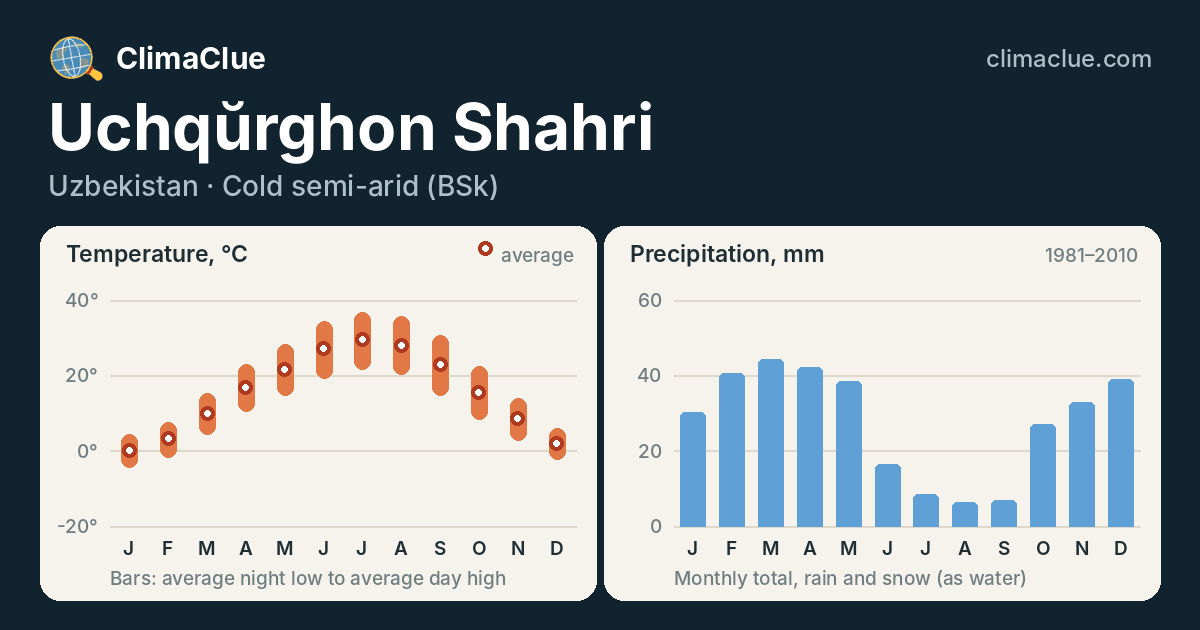 ClimaClue
climaclue.com
Uchqŭrghon Shahri
Uzbekistan · Cold semi-arid (BSk)
Temperature, °C
average
40°
20°
0°
-20°
J F M A M J J A S O N D
Bars: average night low to average day high
Precipitation, mm
1981–2010
60
40
20
0
J F M A M J J A S O N D
Monthly total, rain and snow (as water)